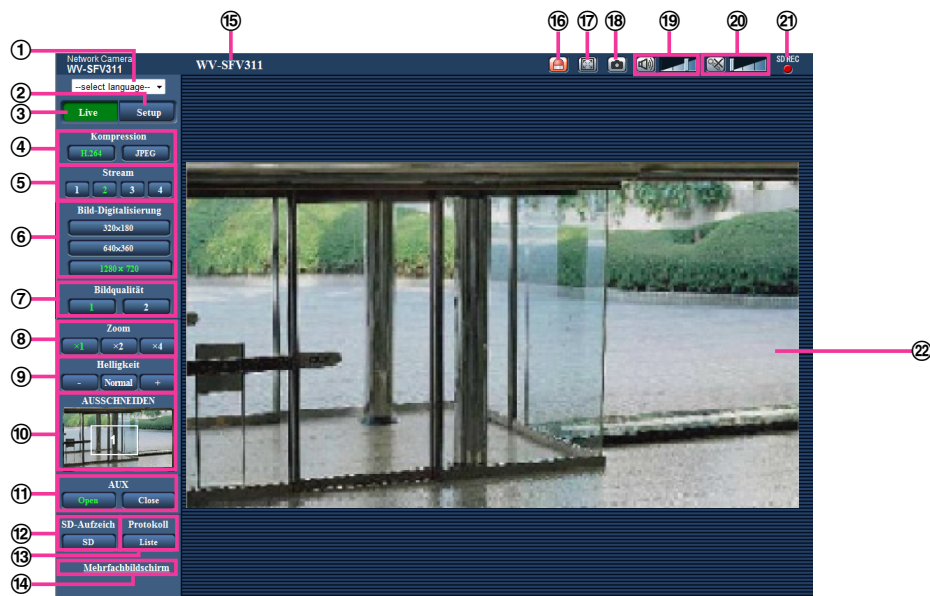 ⑮ ⑯ ⑰ ⑱ ⑲ ⑳ ㉑
① Network Camera
WV-SFV311
WV-SFV311
SD REC
--select language--
②
③ Live Setup
④ Kompression
H.264 JPEG
⑤ Stream
1 2 3 4
⑥ Bild-Digitalisierung
320x180
640x360
1280 × 720
⑦ Bildqualität
1 2
⑧ Zoom
×1 ×2 ×4
⑨ Helligkeit
- Normal +
⑩ AUSSCHNEIDEN
1
⑪ AUX
Open Close
⑫ SD-Aufzeich Protokoll
SD Liste
⑬
⑭ Mehrfachbildschirm
㉒